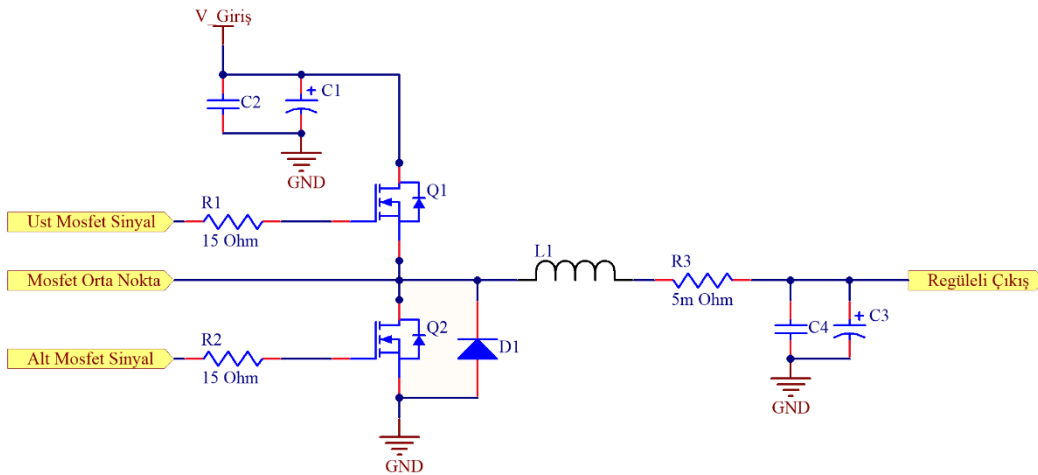 V_Giriş
C2
+ C1
GND
Q1
R1
Ust Mosfet Sinyal
15 Ohm
L1
R3
Mosfet Orta Nokta
Regüleli Çıkış
5m Ohm
Q2
C4
+ C3
R2
D1
Alt Mosfet Sinyal
15 Ohm
GND
GND